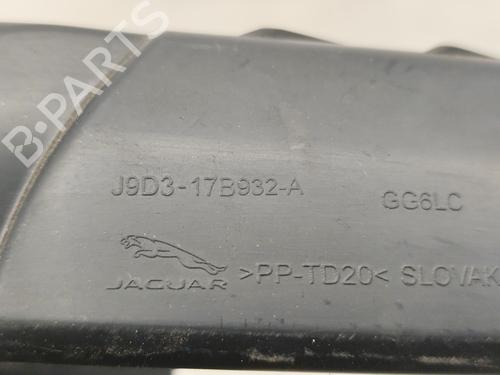 B-PARTS
J9D3-17B932-A
GG6LC
JAGUAR
>PP-TD20< SLOVAK